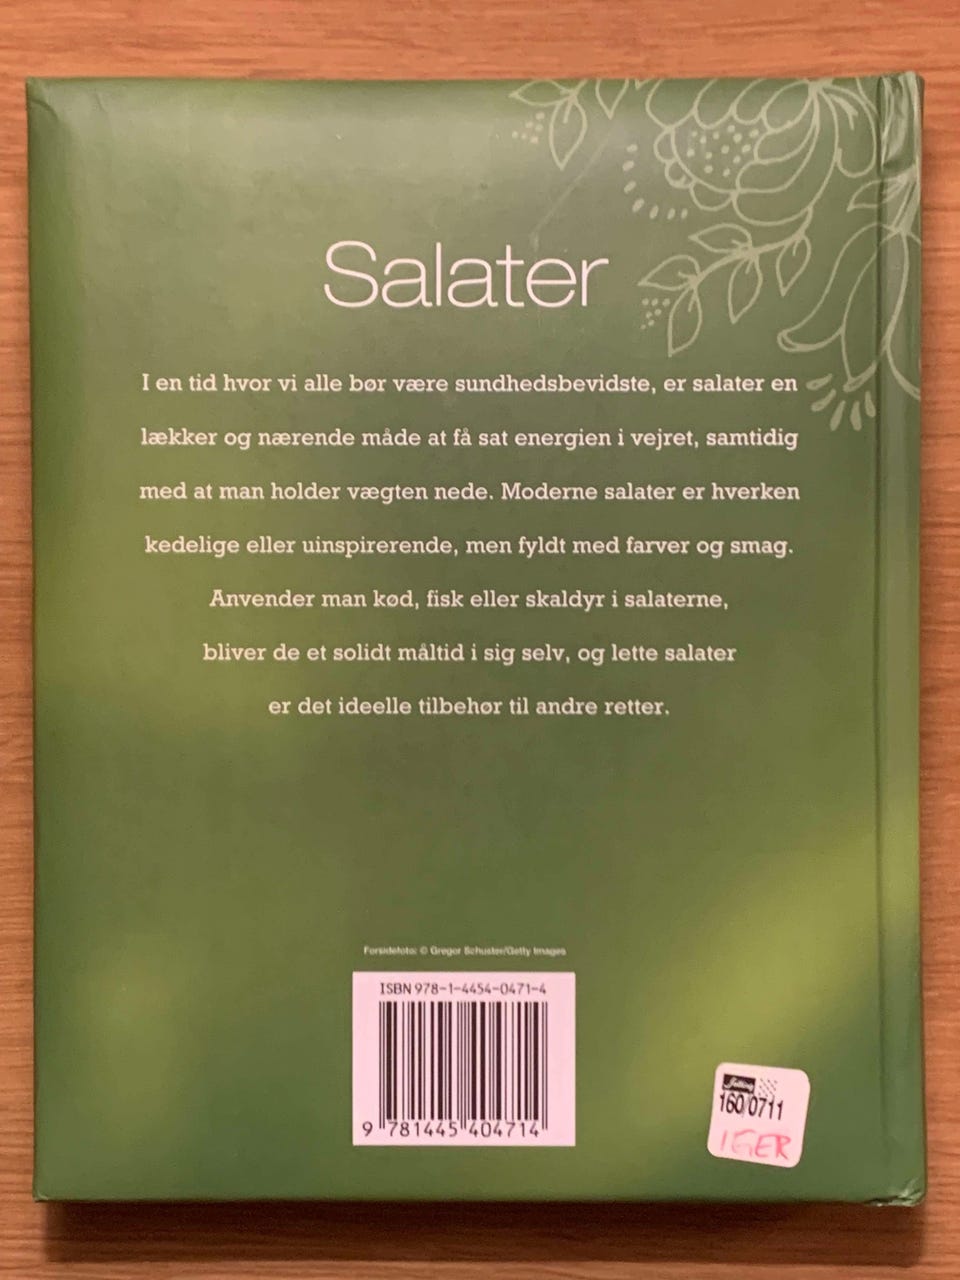 Salater
I en tid hvor vi alle bør være sundhedsbevidste, er salater en
lækker og nærende måde at få sat energien i vejret, samtidig
med at man holder vægten nede. Moderne salater er hverken
kedelige eller uinspirerende, men fyldt med farver og smag.
Anvender man kød, fisk eller skaldyr i salaterne,
bliver de et solidt måltid i sig selv, og lette salater
er det ideelle tilbehør til andre retter.
Forsidefoto: © Gregor Schuster/Getty Images
ISBN 978-1-4454-0471-4
9 781445 404714
160/0711